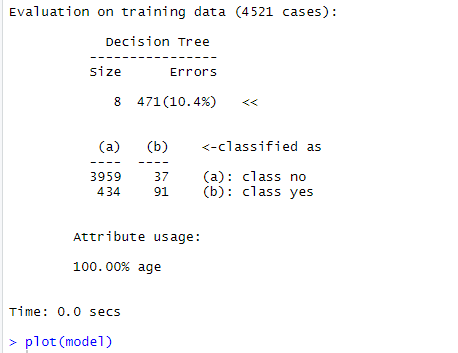 Evaluation on training data (4521 cases):
Decision Tree
----------------
Size Errors
8 471(10.4%) <<
(a) (b) <-classified as
---- ----
3959 37 (a): class no
434 91 (b): class yes
Attribute usage:
100.00% age
Time: 0.0 secs
> plot(model)